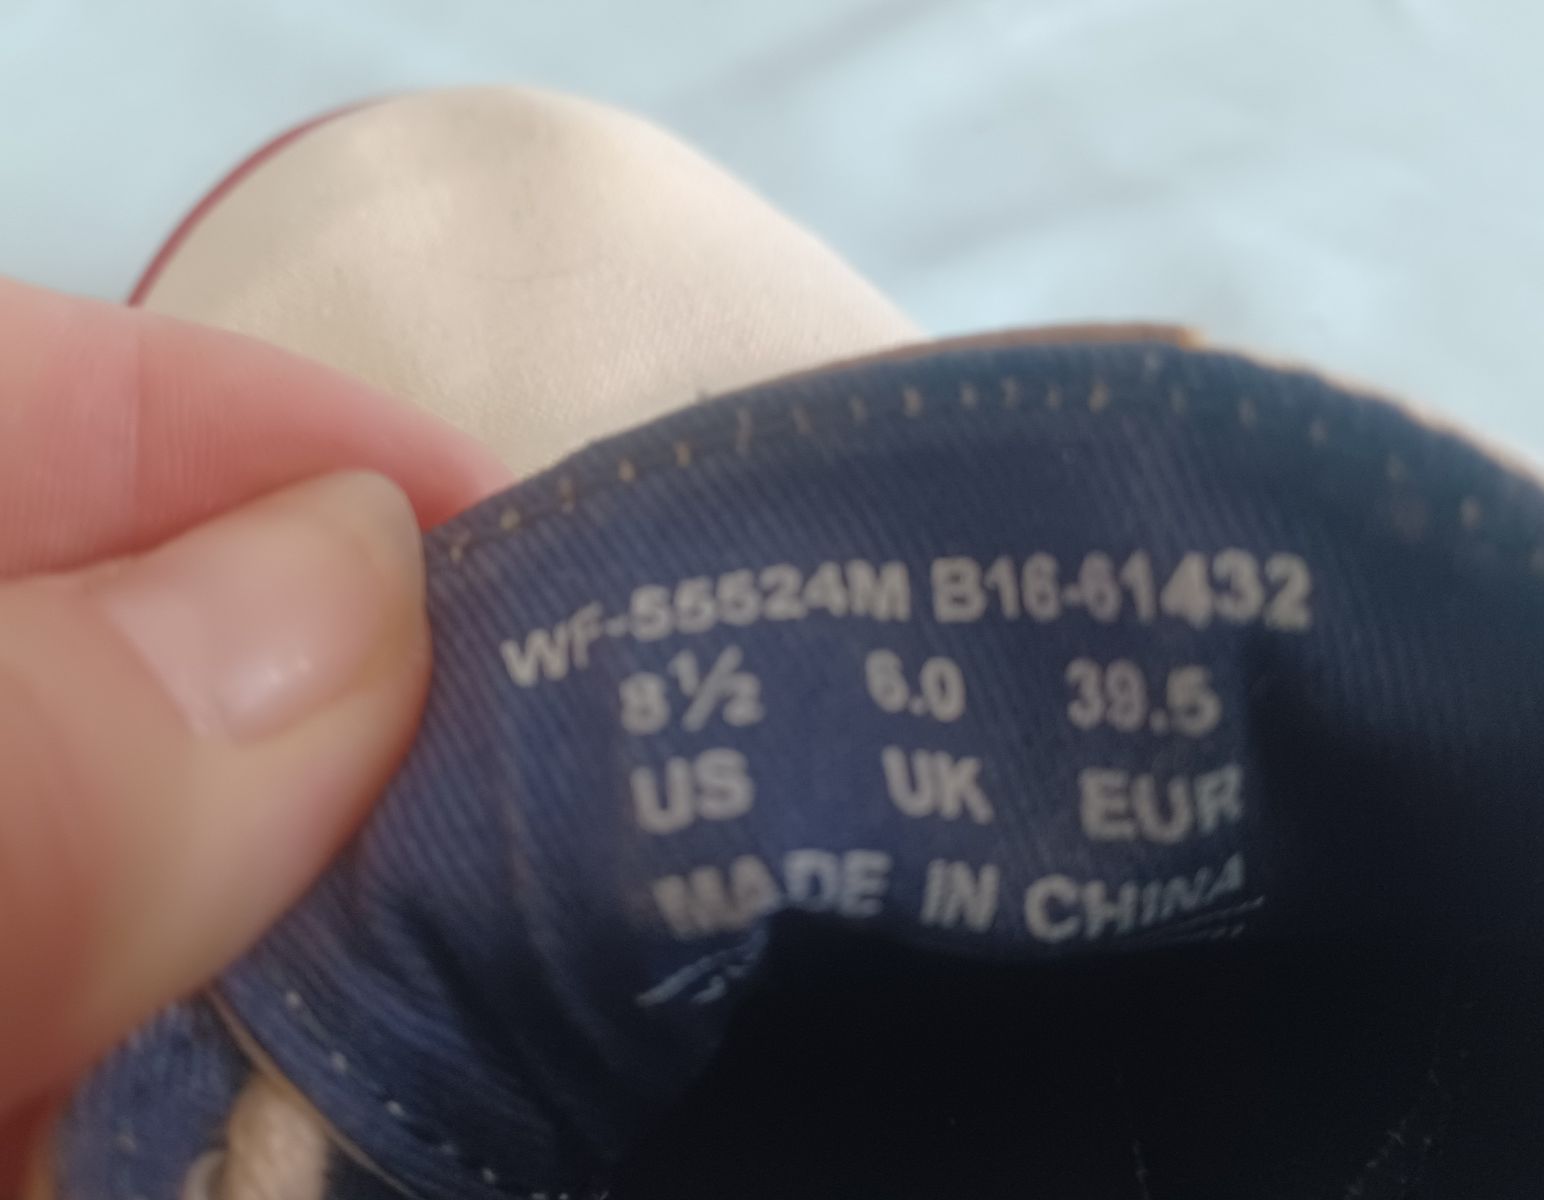 WF-55524M B16-61432
8½ 6.0 39.5
US UK EUR
MADE IN CHINA